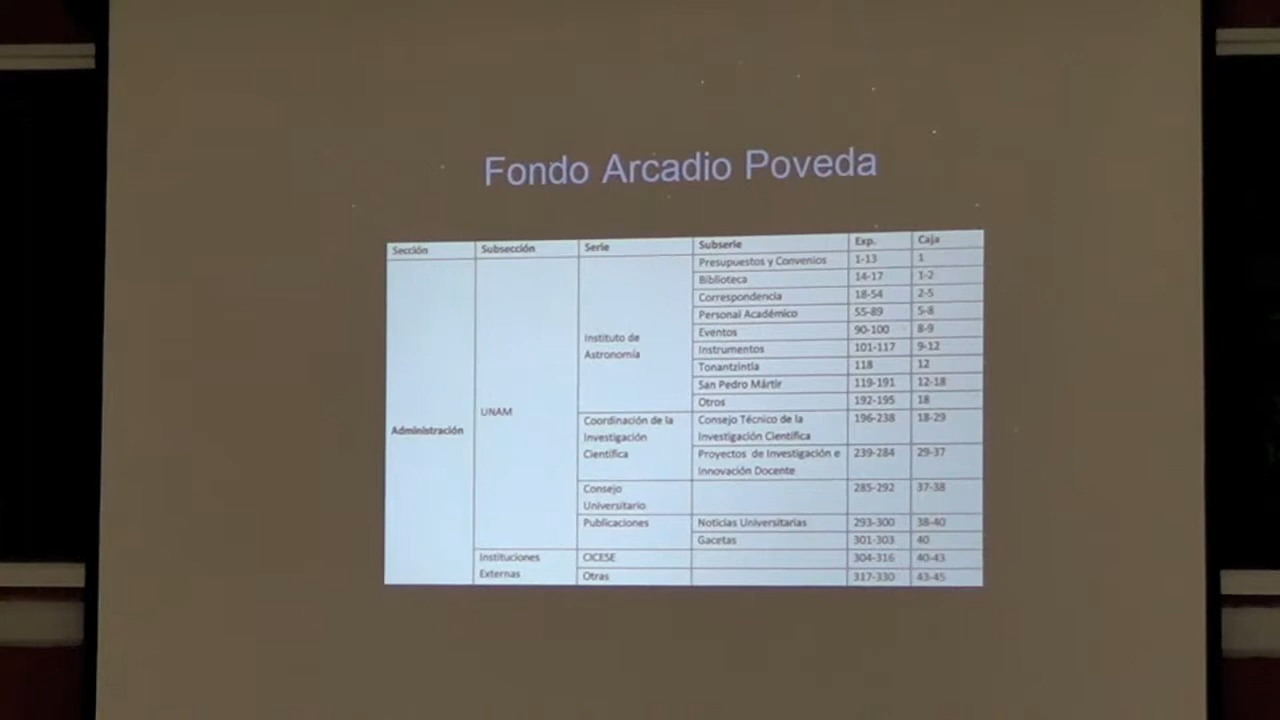 Fondo Arcadio Poveda
Sección Subsección Serie Subserie Exp. Caja
Administración UNAM Instituto de Astronomía Presupuestos y Convenios 1-13 1
Biblioteca 14-17 1-2
Correspondencia 18-54 2-5
Personal Académico 55-89 5-8
Eventos 90-100 8-9
Instrumentos 101-117 9-12
Tonantzintla 118 12
San Pedro Mártir 119-191 12-18
Otros 192-195 18
Coordinación de la Investigación Científica Consejo Técnico de la Investigación Científica 196-238 18-29
Proyectos de Investigación e Innovación Docente 239-284 29-37
Consejo Universitario 285-292 37-38
Publicaciones Noticias Universitarias 293-300 38-40
Gacetas 301-303 40
Instituciones Externas CICESE 304-316 40-43
Otras 317-330 43-45